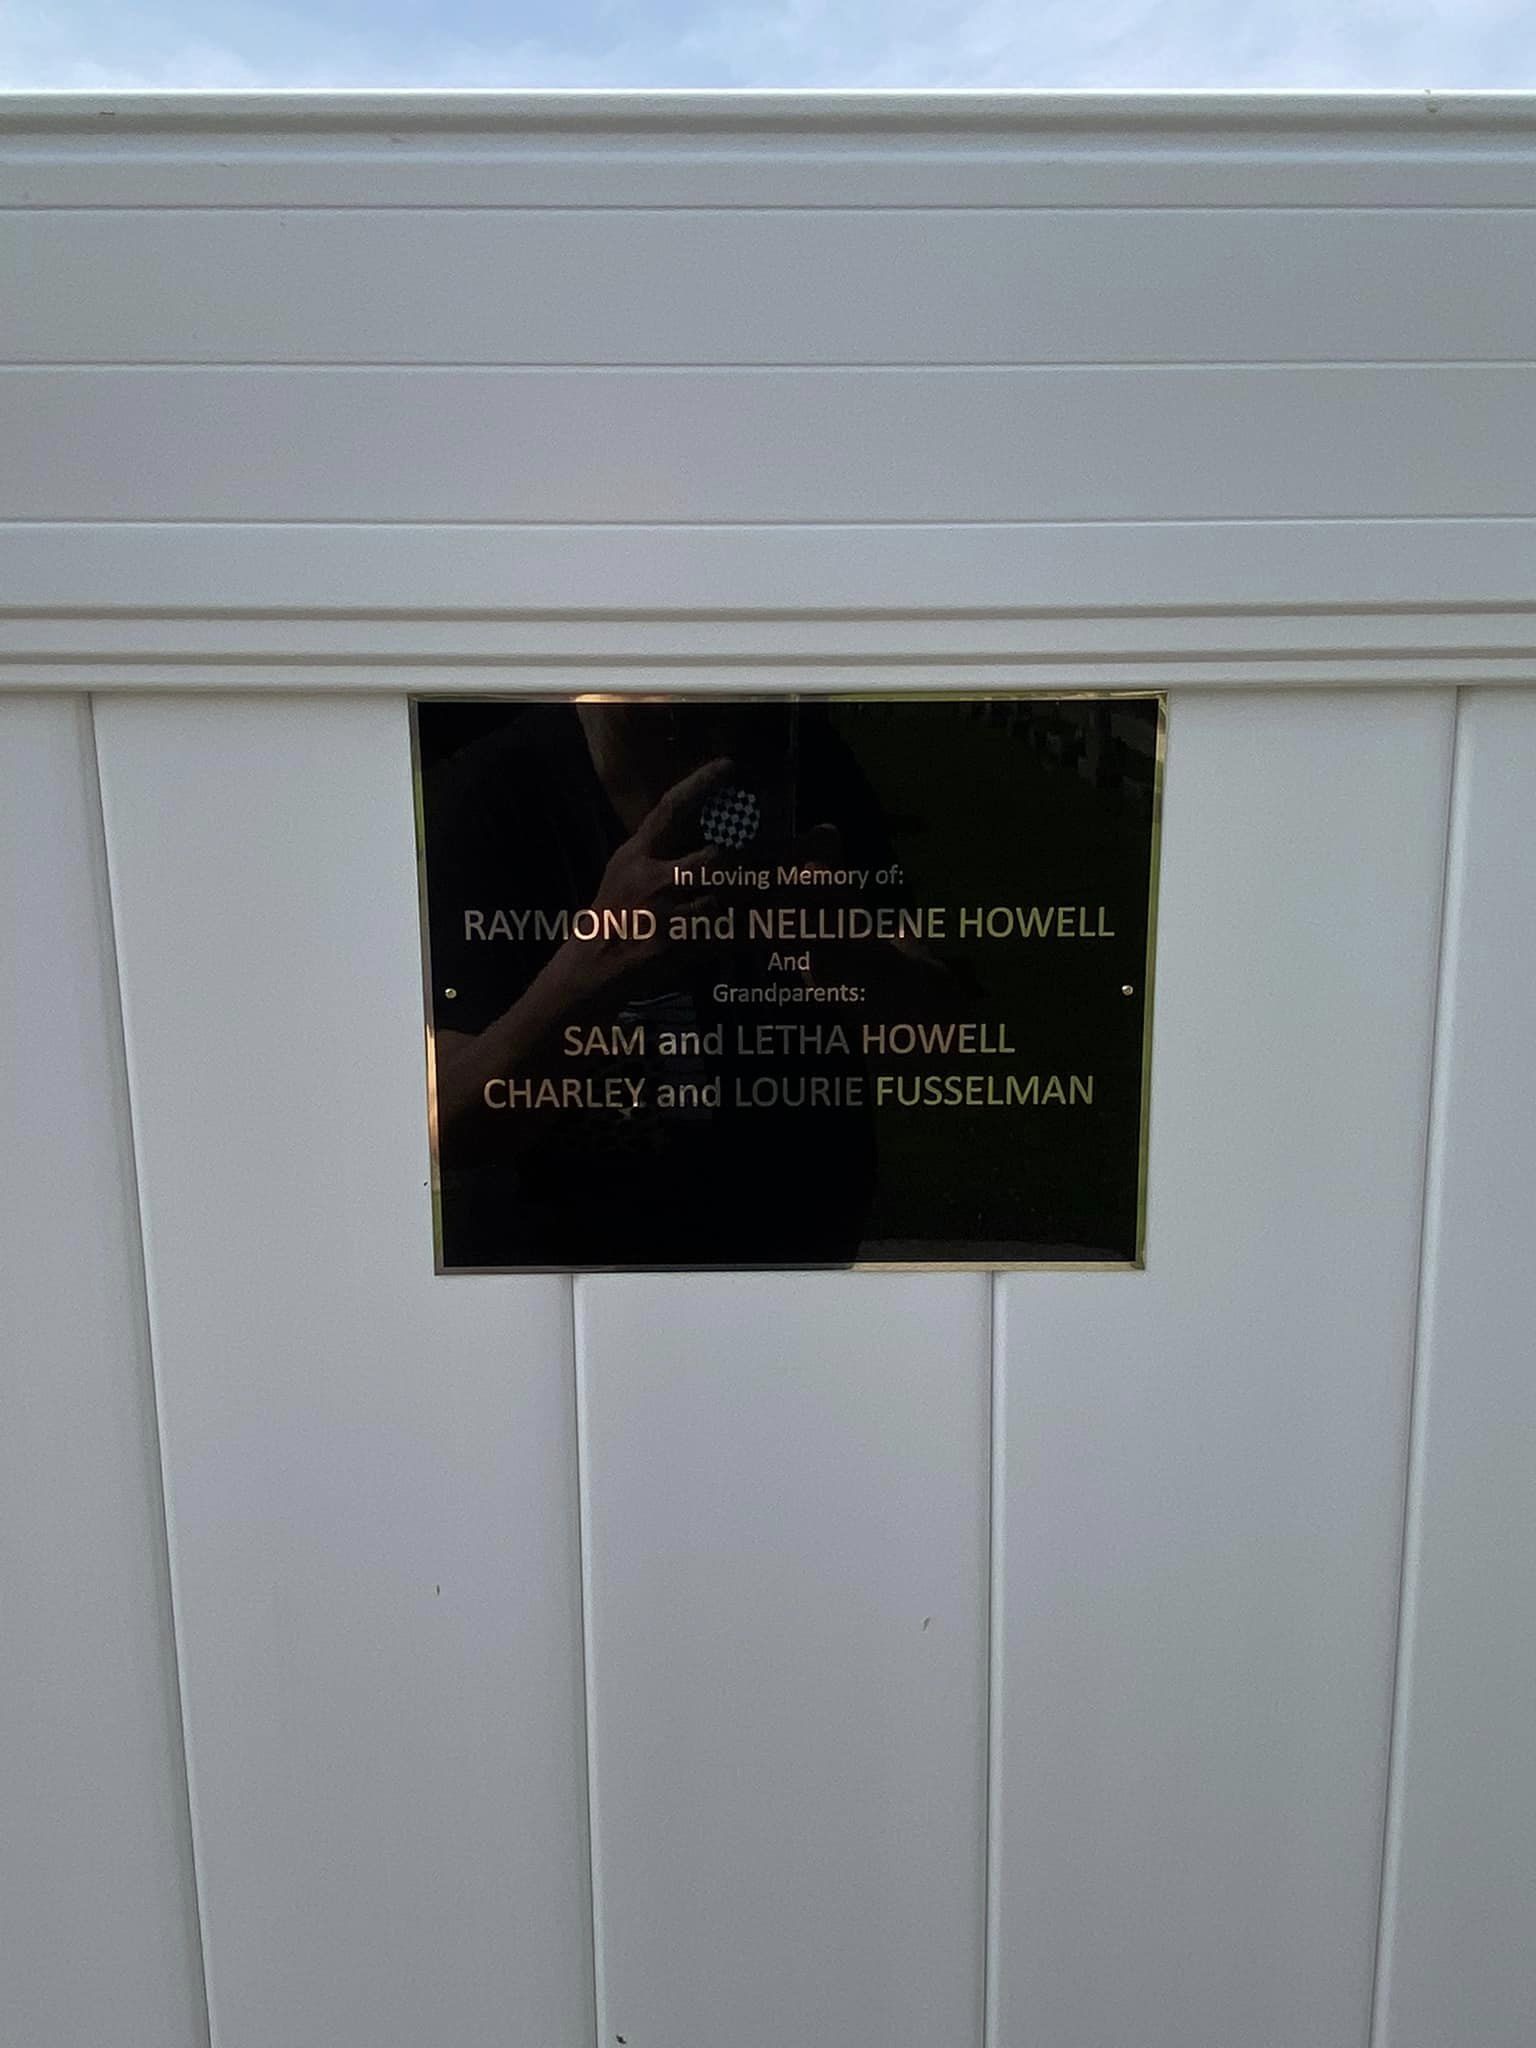 In Loving Memory of:
RAYMOND and NELLIDENE HOWELL
And
Grandparents:
SAM and LETHA HOWELL
CHARLEY and LOURIE FUSSELMAN